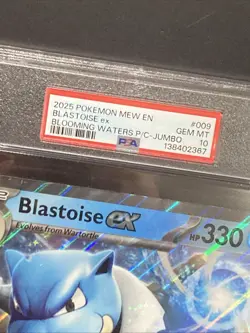 2025 POKEMON MEW EN #009
BLASTOISE ex GEM MT
BLOOMING WATERS P/C-JUMBO 10
PSA 138402367
Blastoise ex HP 330
Evolves from Wartortle